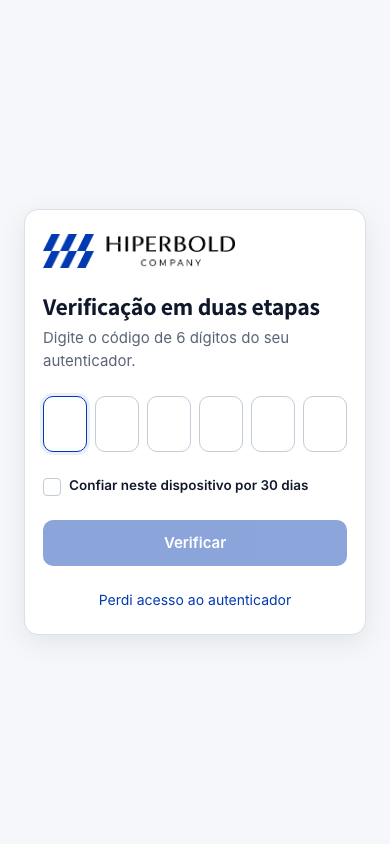 HIPERBOLD
COMPANY
Verificação em duas etapas
Digite o código de 6 dígitos do seu
autenticador.
Confiar neste dispositivo por 30 dias
Verificar
Perdi acesso ao autenticador